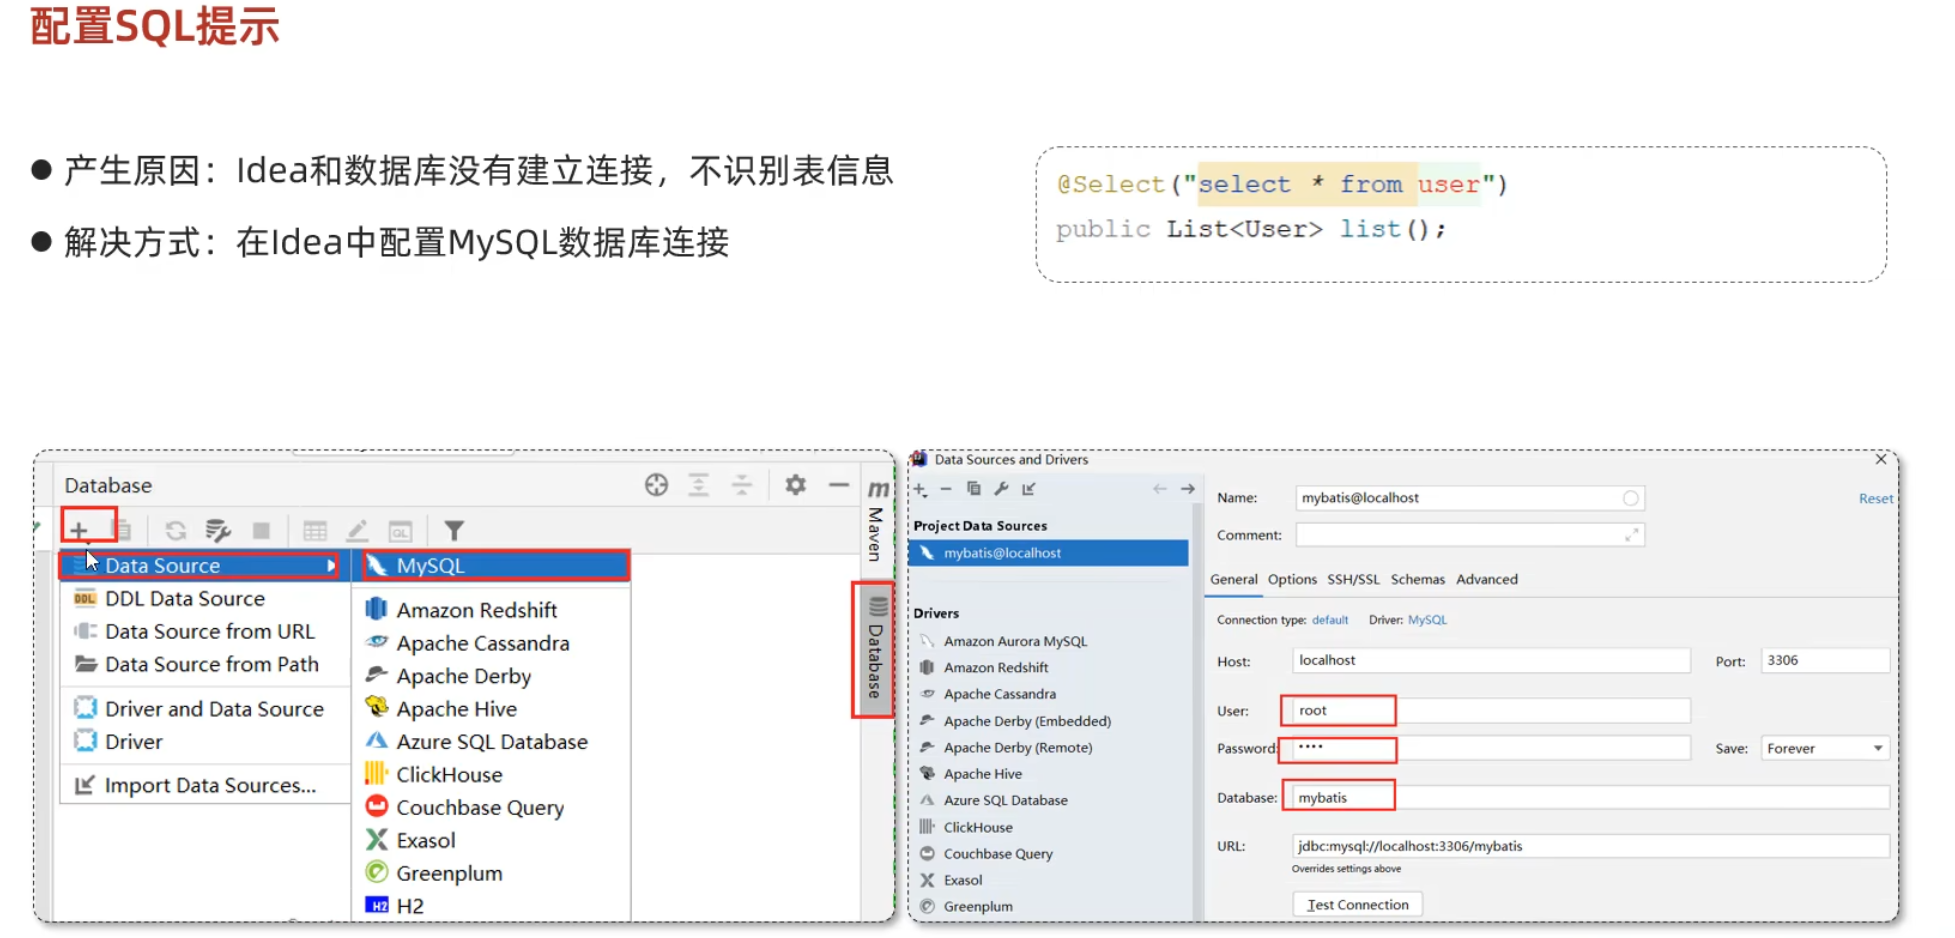 配置SQL提示
● 产生原因：Idea和数据库没有建立连接，不识别表信息
● 解决方式：在Idea中配置MySQL数据库连接
@Select("select * from user")
public List<User> list();
Database
Maven
Database
Data Source
DDL Data Source
Data Source from URL
Data Source from Path
Driver and Data Source
Driver
Import Data Sources...
MySQL
Amazon Redshift
Apache Cassandra
Apache Derby
Apache Hive
Azure SQL Database
ClickHouse
Couchbase Query
Exasol
Greenplum
H2
Data Sources and Drivers
Project Data Sources
mybatis@localhost
Drivers
Amazon Aurora MySQL
Amazon Redshift
Apache Cassandra
Apache Derby (Embedded)
Apache Derby (Remote)
Apache Hive
Azure SQL Database
ClickHouse
Couchbase Query
Exasol
Greenplum
Name: mybatis@localhost Reset
Comment:
General Options SSH/SSL Schemas Advanced
Connection type: default Driver: MySQL
Host: localhost Port: 3306
User: root
Password: •••• Save: Forever
Database: mybatis
URL: jdbc:mysql://localhost:3306/mybatis
Overrides settings above
Test Connection